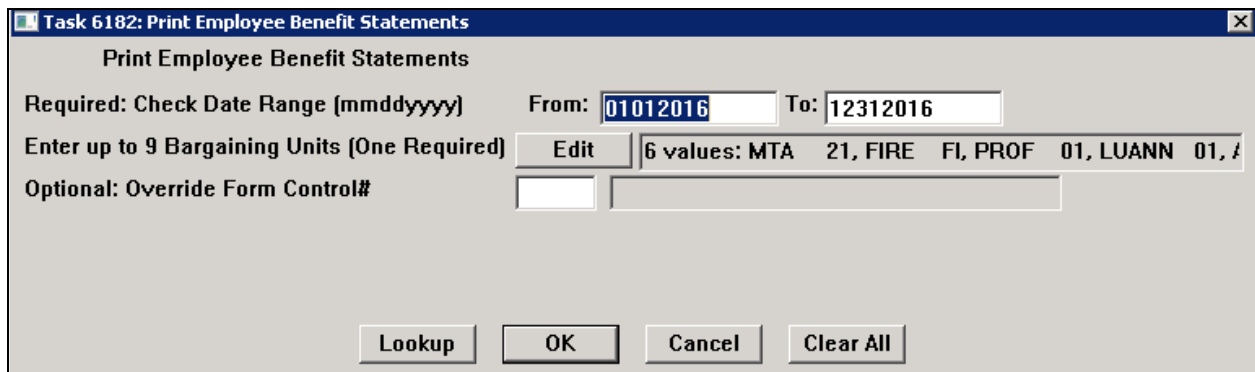 Task 6182: Print Employee Benefit Statements
Print Employee Benefit Statements
Required: Check Date Range (mmddyyyy) From: 01012016 To: 12312016
Enter up to 9 Bargaining Units (One Required) Edit 6 values: MTA 21, FIRE FI, PROF 01, LUANN 01,
Optional: Override Form Control#
Lookup OK Cancel Clear All